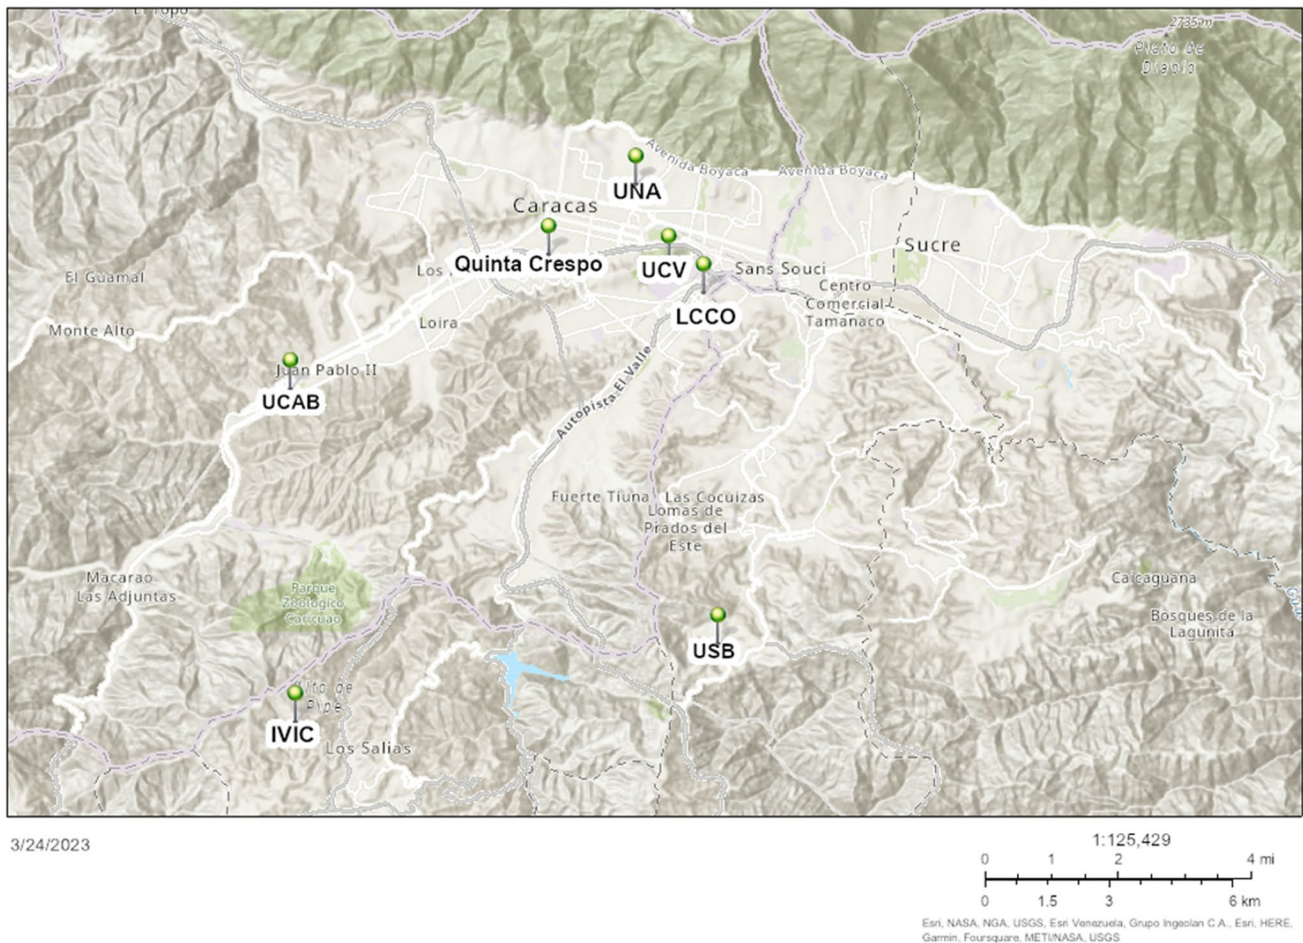 2735m
Pico de
Diablo
Avenida Boyaca
Avenida Boyaca
UNA
Caracas
Sucre
Quinta Crespo
UCV
Sans Souci
El Guamal
Los
Centro
Comercial
Tamanaco
LCCO
Monte Alto
Loira
Juan Pablo II
UCAB
Autopista El Valle
Fuerte Tiuna
Las Cocuizas
Lomas de
Prados del
Este
Macarao
Las Adjuntas
Parque
Zoologico
Caricuao
Caicaguana
Bosques de la
Lagunita
USB
Pipe
IVIC
Los Salias
3/24/2023
1:125,429
0 1 2 4 mi
0 1.5 3 6 km
Esri, NASA, NGA, USGS, Esri Venezuela, Grupo Ingeolan C.A., Esri, HERE,
Garmin, Foursquare, METI/NASA, USGS